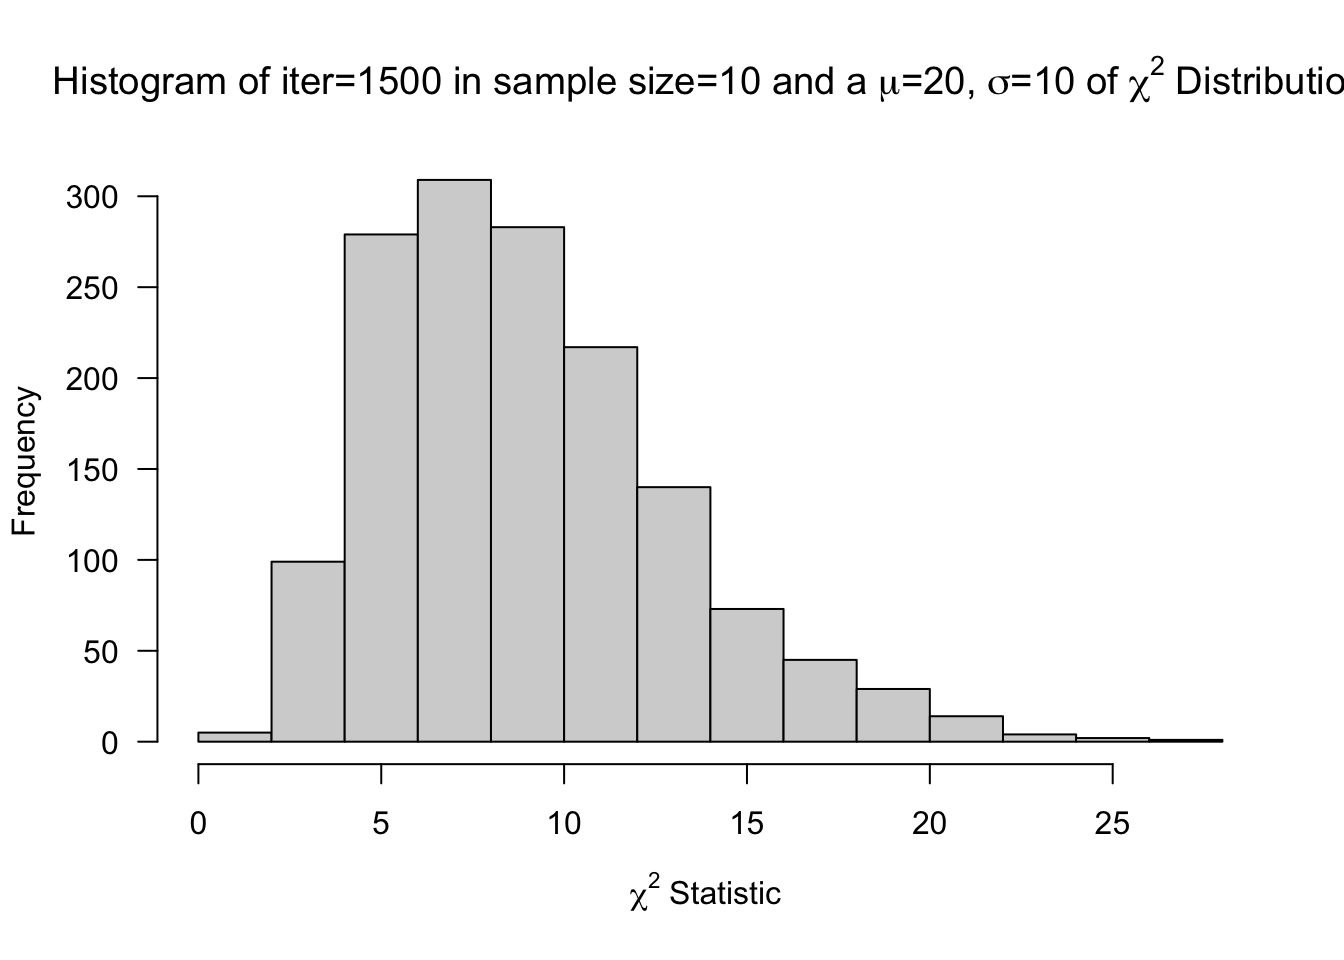 Histogram of iter=1500 in sample size=10 and a μ=20, σ=10 of χ² Distributio
300
250
200
150
100
50
0
Frequency
0 5 10 15 20 25
χ² Statistic